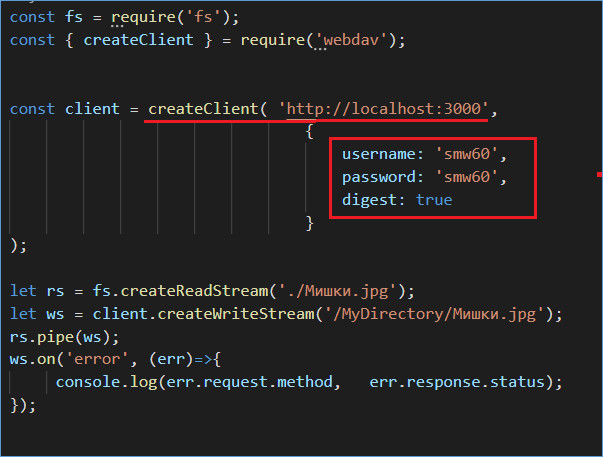 const fs = require('fs');
const { createClient } = require('webdav');
const client = createClient( 'http://localhost:3000',
{
username: 'smw60',
password: 'smw60',
digest: true
}
);
let rs = fs.createReadStream('./Мишки.jpg');
let ws = client.createWriteStream('/MyDirectory/Мишки.jpg');
rs.pipe(ws);
ws.on('error', (err)=>{
console.log(err.request.method, err.response.status);
});